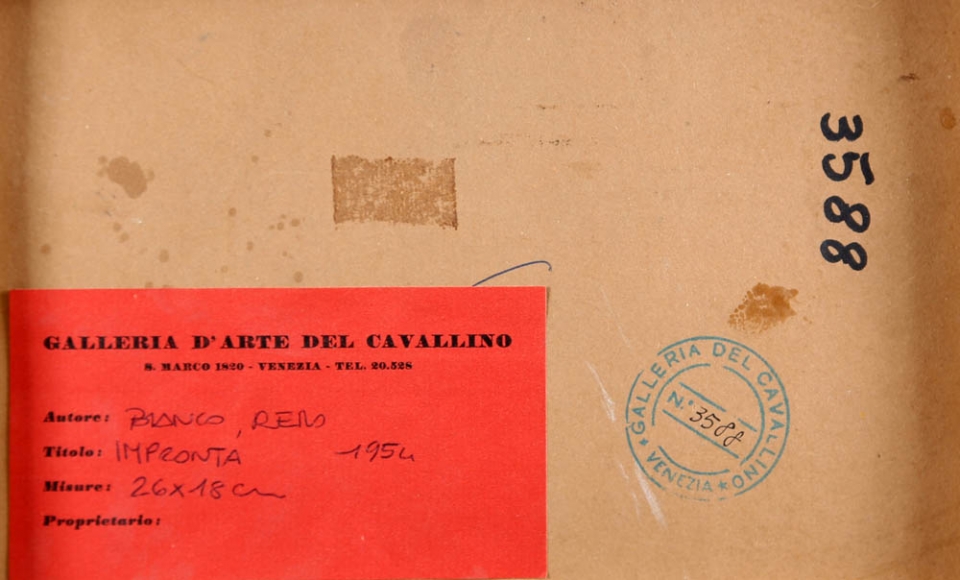 GALLERIA D'ARTE DEL CAVALLINO
S. MARCO 1820 - VENEZIA - TEL. 20.528
Autore: BIANCO, REMO
Titolo: IMPRONTA 1954
Misure: 26x18 cm
Proprietario:
3588
GALLERIA DEL CAVALLINO
N.° 3588
★ VENEZIA ★